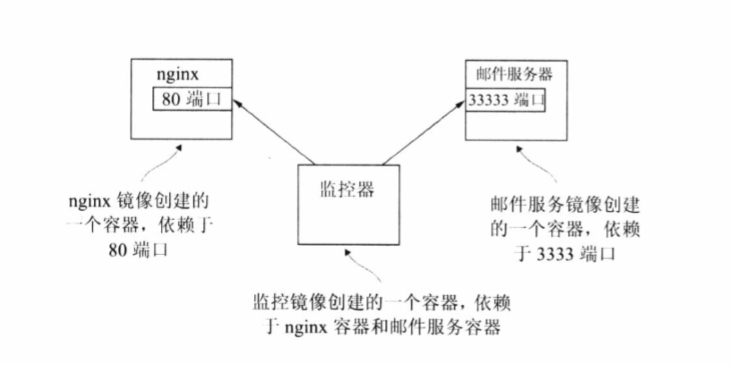 nginx
80 端口
邮件服务器
33333 端口
监控器
nginx 镜像创建的
一个容器，依赖于
80 端口
邮件服务镜像创建
的一个容器，依赖
于 3333 端口
监控镜像创建的一个容器，依赖
于 nginx 容器和邮件服务容器